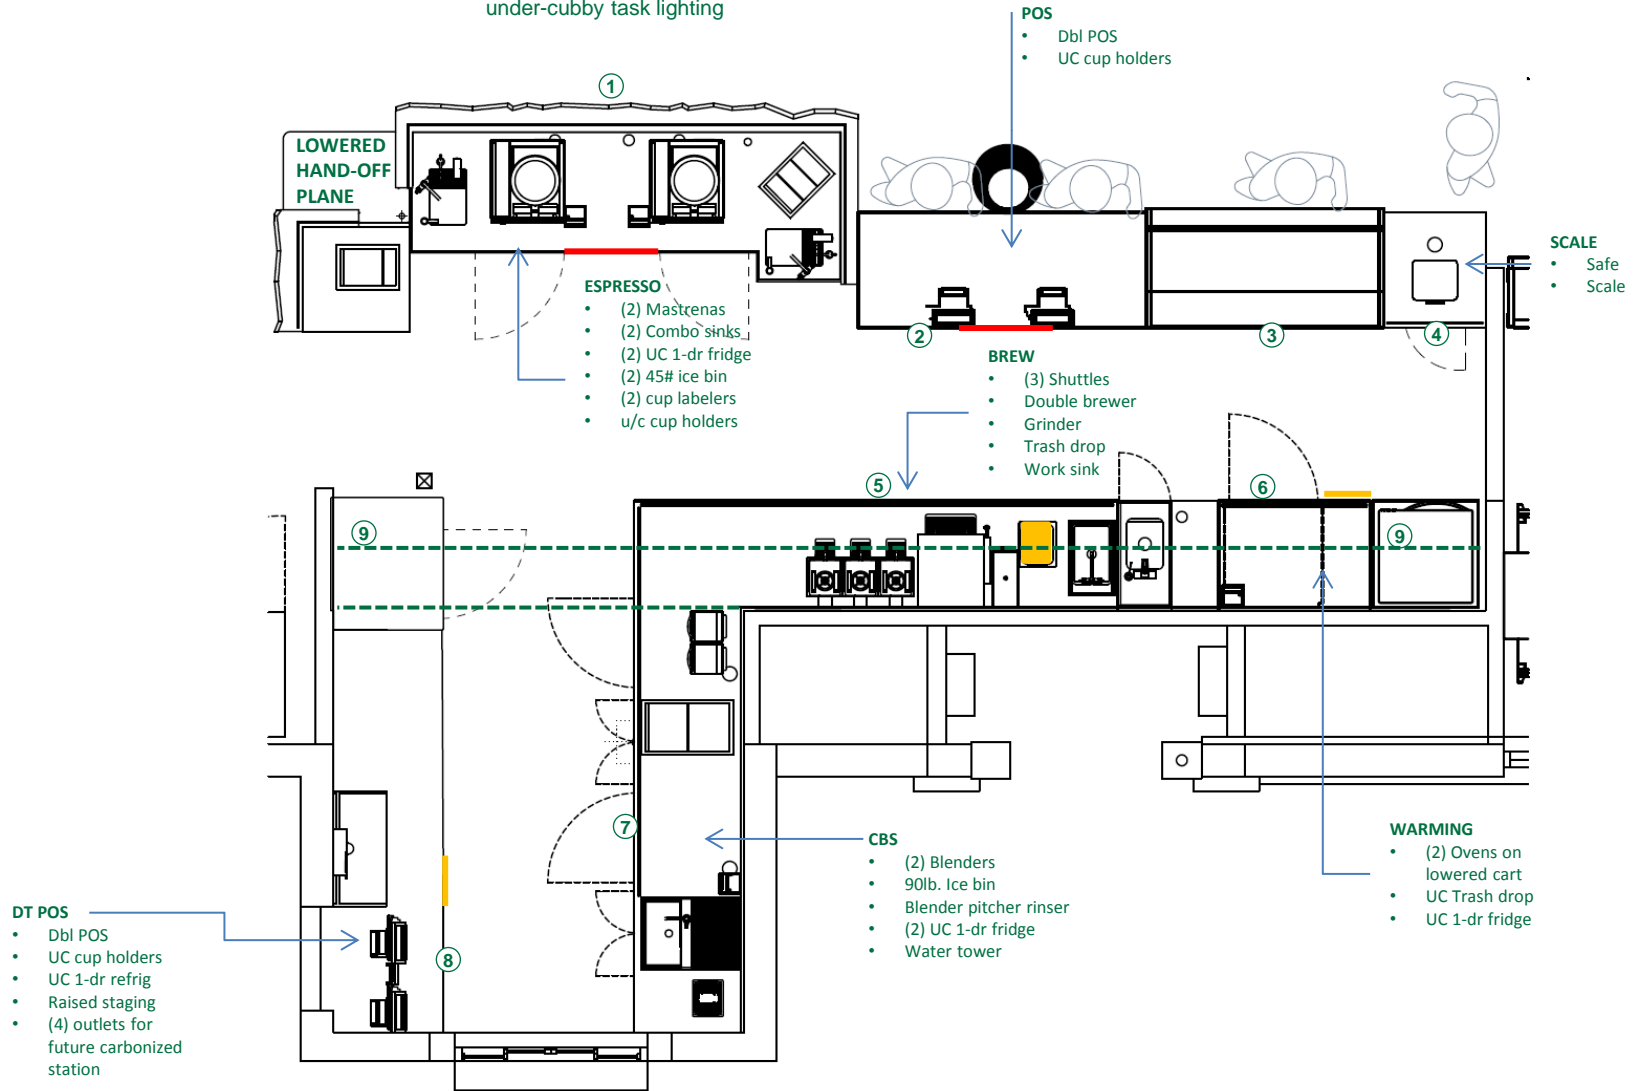 under-cubby task lighting
POS
• Dbl POS
• UC cup holders
1
LOWERED
HAND-OFF
PLANE
SCALE
• Safe
• Scale
ESPRESSO
• (2) Mastrenas
• (2) Combo sinks
• (2) UC 1-dr fridge
• (2) 45# ice bin
• (2) cup labelers
• u/c cup holders
2
3
4
BREW
• (3) Shuttles
• Double brewer
• Grinder
• Trash drop
• Work sink
5
6
9
9
7
CBS
• (2) Blenders
• 90lb. Ice bin
• Blender pitcher rinser
• (2) UC 1-dr fridge
• Water tower
WARMING
• (2) Ovens on
lowered cart
• UC Trash drop
• UC 1-dr fridge
DT POS
• Dbl POS
• UC cup holders
• UC 1-dr refrig
• Raised staging
• (4) outlets for
future carbonized
station
8